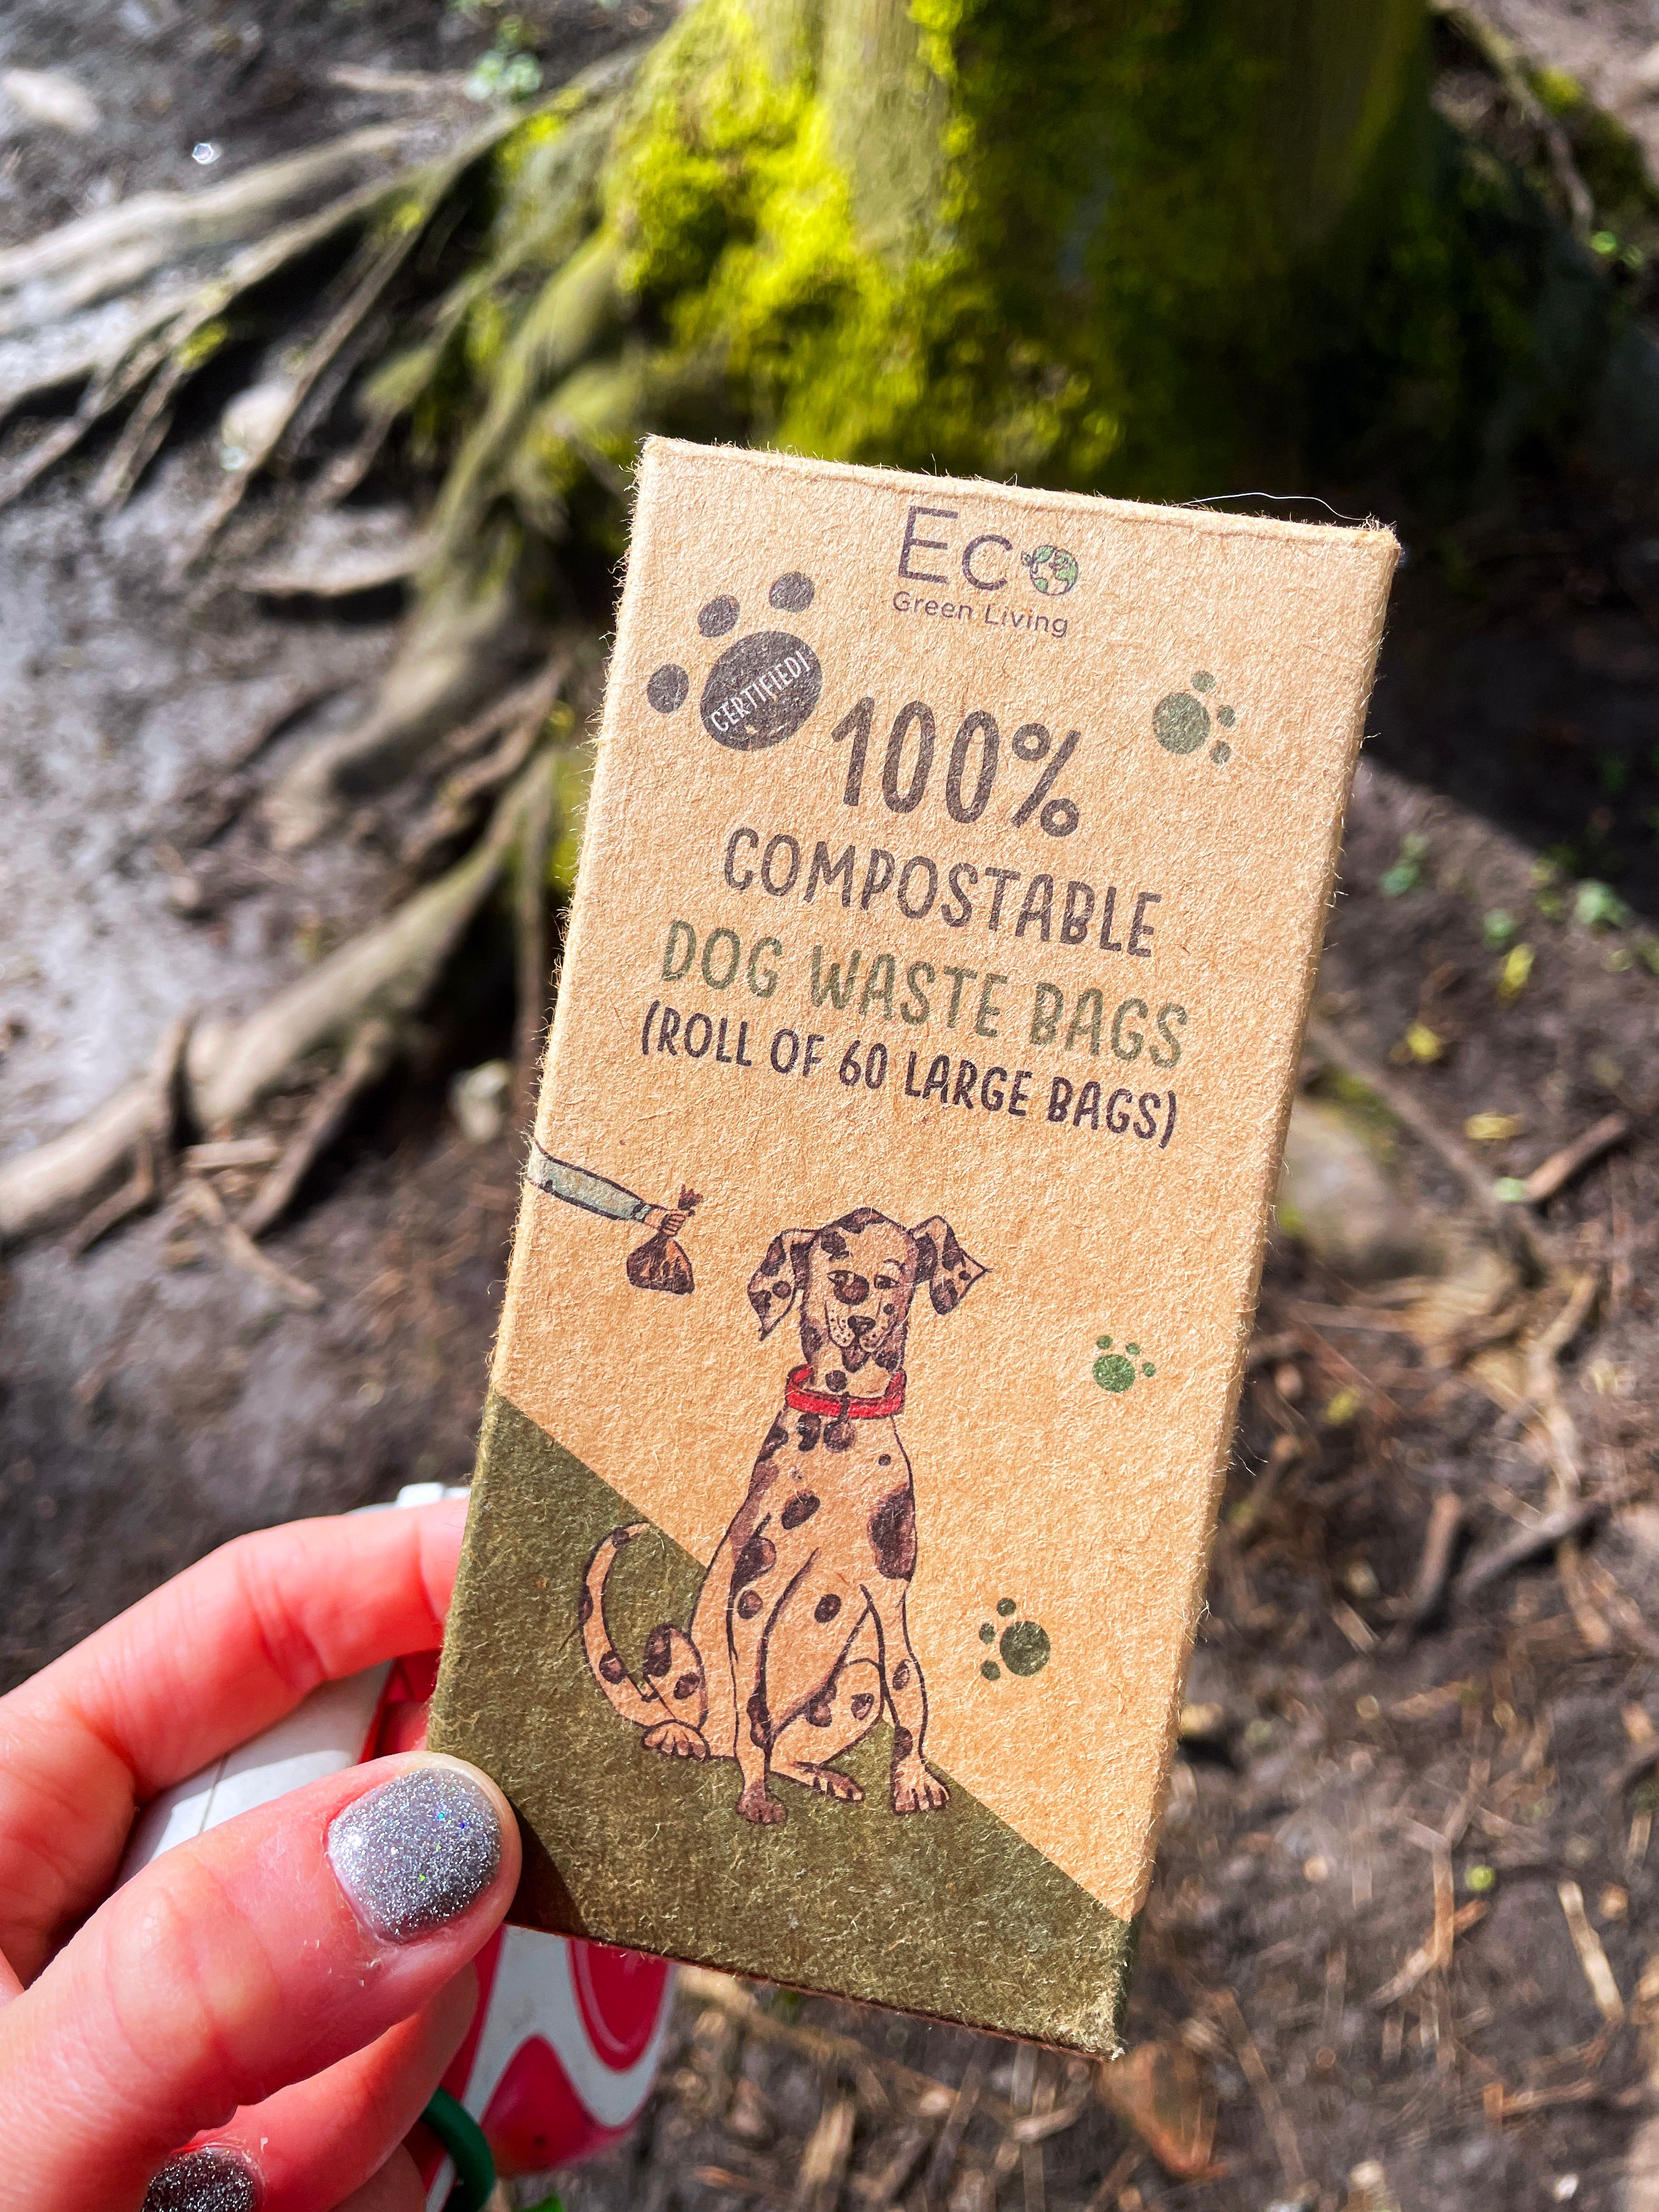 Eco
Green Living
CERTIFIED!
100%
COMPOSTABLE
DOG WASTE BAGS
(ROLL OF 60 LARGE BAGS)